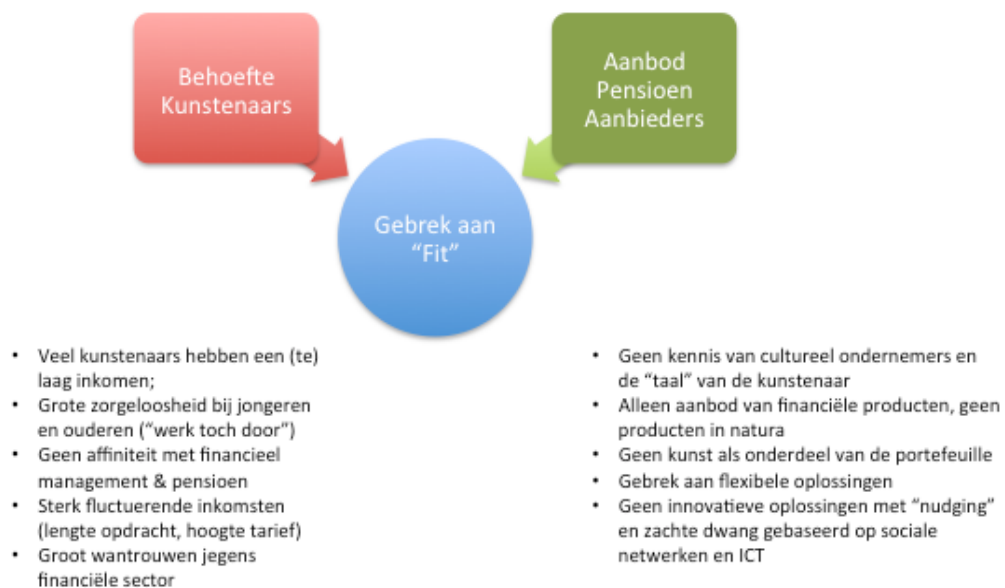 Behoefte
Kunstenaars
Aanbod
Pensioen
Aanbieders
Gebrek aan
“Fit”
• Veel kunstenaars hebben een (te)
laag inkomen;
• Grote zorgeloosheid bij jongeren
en ouderen (“werk toch door”)
• Geen affiniteit met financieel
management & pensioen
• Sterk fluctuerende inkomsten
(lengte opdracht, hoogte tarief)
• Groot wantrouwen jegens
financiële sector
• Geen kennis van cultureel ondernemers en
de “taal” van de kunstenaar
• Alleen aanbod van financiële producten, geen
producten in natura
• Geen kunst als onderdeel van de portefeuille
• Gebrek aan flexibele oplossingen
• Geen innovatieve oplossingen met “nudging”
en zachte dwang gebaseerd op sociale
netwerken en ICT